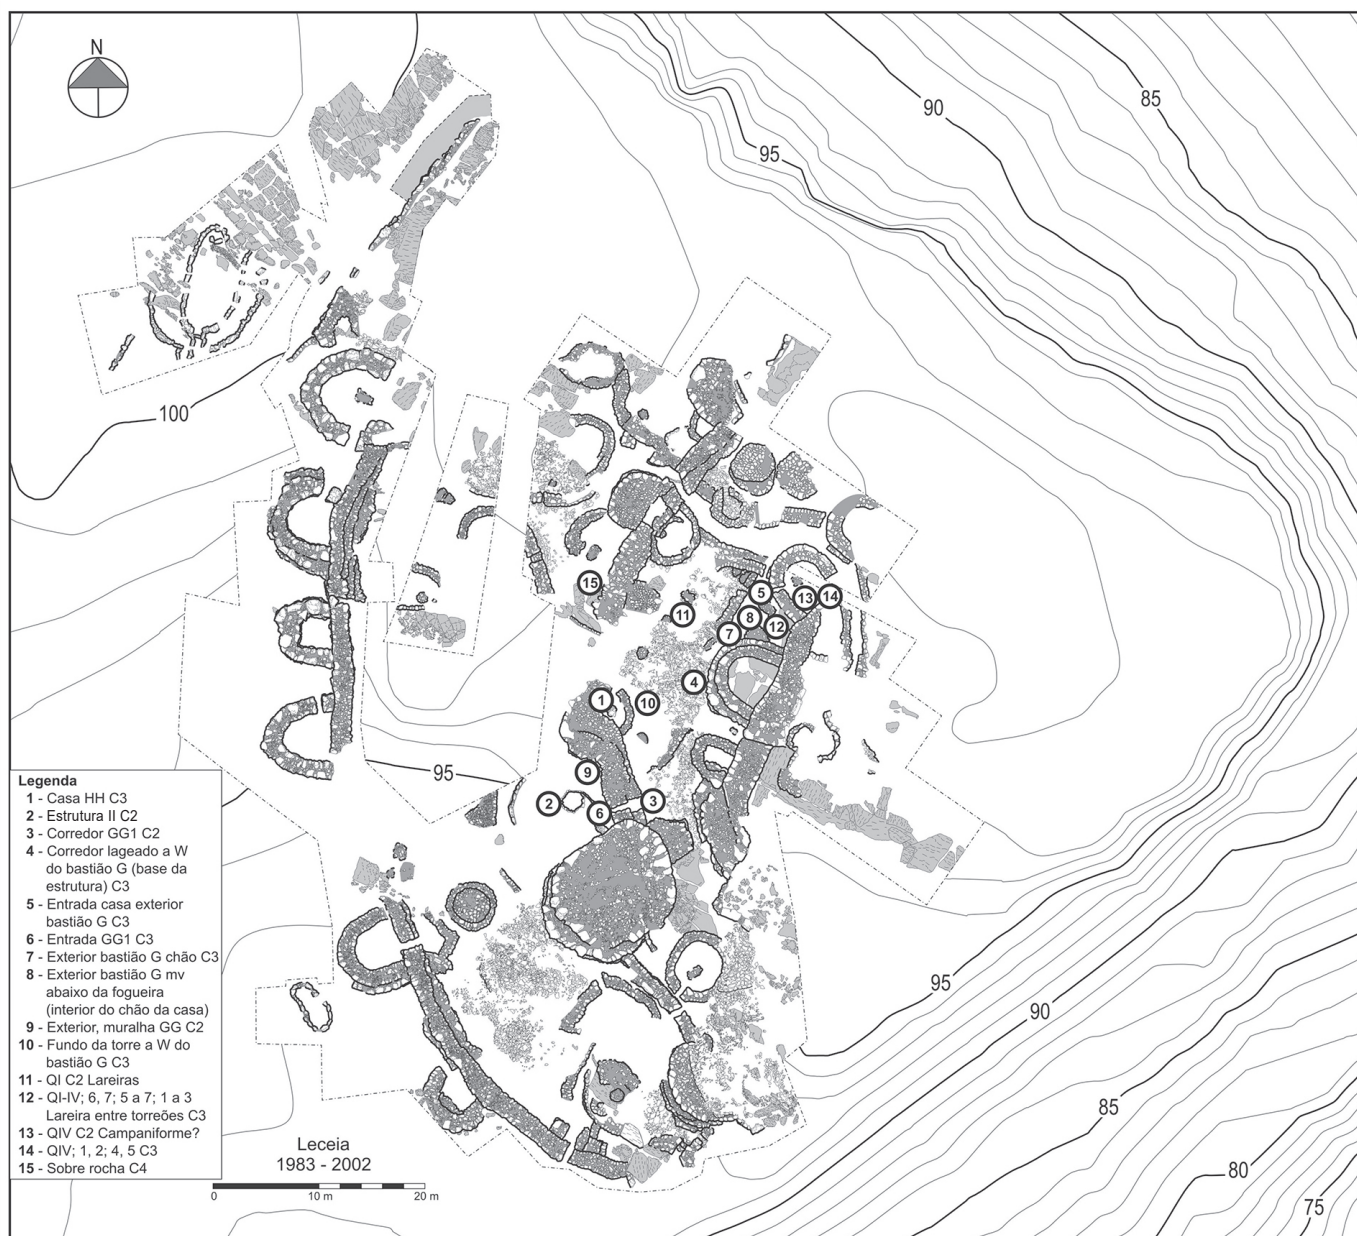 N
90
85
95
100
15
11
5
13
14
8
12
7
4
1
10
9
2
3
6
95
Legenda
1 - Casa HH C3
2 - Estrutura II C2
3 - Corredor GG1 C2
4 - Corredor lageado a W
do bastião G (base da
estrutura) C3
5 - Entrada casa exterior
bastião G C3
6 - Entrada GG1 C3
7 - Exterior bastião G chão C3
8 - Exterior bastião G mv
abaixo da fogueira
(interior do chão da casa)
9 - Exterior, muralha GG C2
10 - Fundo da torre a W do
bastião G C3
11 - QI C2 Lareiras
12 - QI-IV; 6, 7; 5 a 7; 1 a 3
Lareira entre torreões C3
13 - QIV C2 Campaniforme?
14 - QIV; 1, 2; 4, 5 C3
15 - Sobre rocha C4
Leceia
1983 - 2002
0 10 m 20 m
95
90
85
80
75